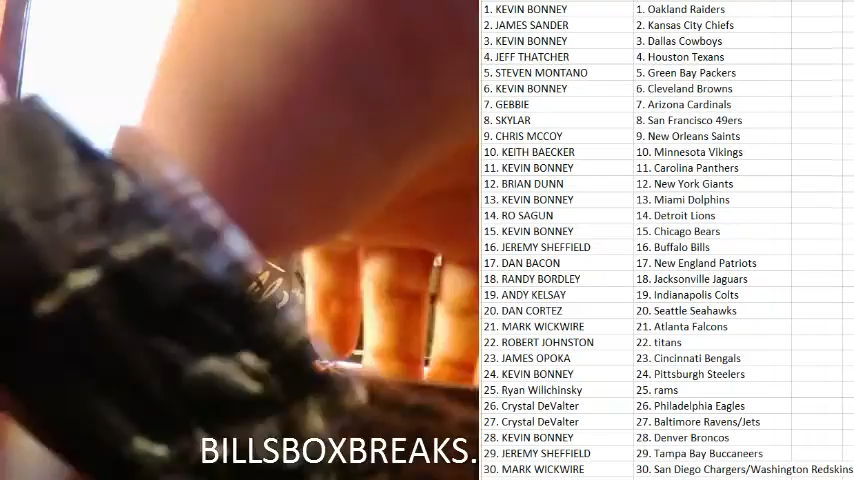 1. KEVIN BONNEY 1. Oakland Raiders
2. JAMES SANDER 2. Kansas City Chiefs
3. KEVIN BONNEY 3. Dallas Cowboys
4. JEFF THATCHER 4. Houston Texans
5. STEVEN MONTANO 5. Green Bay Packers
6. KEVIN BONNEY 6. Cleveland Browns
7. GEBBIE 7. Arizona Cardinals
8. SKYLAR 8. San Francisco 49ers
9. CHRIS MCCOY 9. New Orleans Saints
10. KEITH BAECKER 10. Minnesota Vikings
11. KEVIN BONNEY 11. Carolina Panthers
12. BRIAN DUNN 12. New York Giants
13. KEVIN BONNEY 13. Miami Dolphins
14. RO SAGUN 14. Detroit Lions
15. KEVIN BONNEY 15. Chicago Bears
16. JEREMY SHEFFIELD 16. Buffalo Bills
17. DAN BACON 17. New England Patriots
18. RANDY BORDLEY 18. Jacksonville Jaguars
19. ANDY KELSAY 19. Indianapolis Colts
20. DAN CORTEZ 20. Seattle Seahawks
21. MARK WICKWIRE 21. Atlanta Falcons
22. ROBERT JOHNSTON 22. titans
23. JAMES OPOKA 23. Cincinnati Bengals
24. KEVIN BONNEY 24. Pittsburgh Steelers
25. Ryan Wilichinsky 25. rams
26. Crystal DeValter 26. Philadelphia Eagles
27. Crystal DeValter 27. Baltimore Ravens/Jets
28. KEVIN BONNEY 28. Denver Broncos
29. JEREMY SHEFFIELD 29. Tampa Bay Buccaneers
30. MARK WICKWIRE 30. San Diego Chargers/Washington Redskins
BILLSBOXBREAKS.